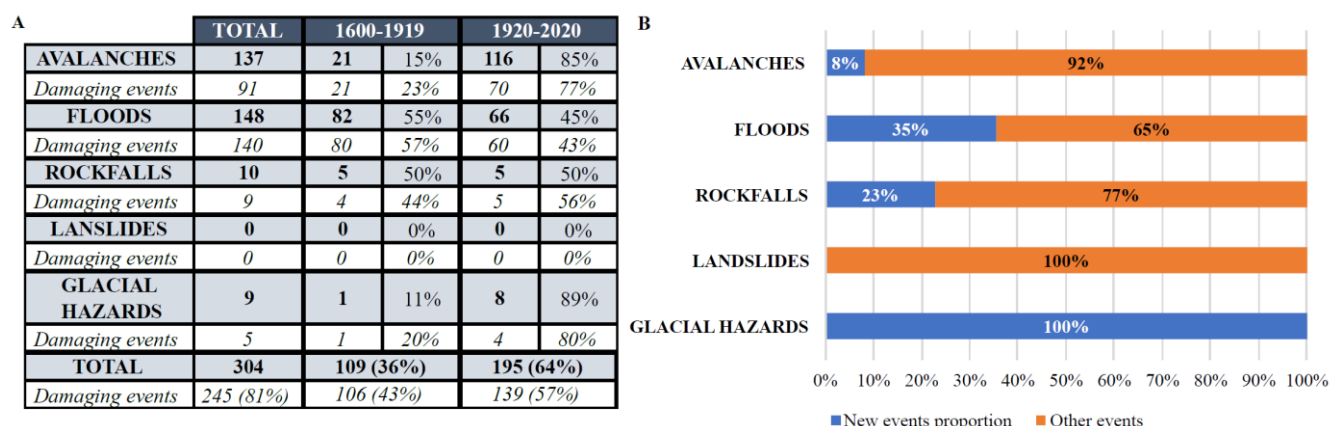 A
TOTAL 1600-1919 1920-2020
AVALANCHES 137 21 15% 116 85%
Damaging events 91 21 23% 70 77%
FLOODS 148 82 55% 66 45%
Damaging events 140 80 57% 60 43%
ROCKFALLS 10 5 50% 5 50%
Damaging events 9 4 44% 5 56%
LANSLIDES 0 0 0% 0 0%
Damaging events 0 0 0% 0 0%
GLACIAL
HAZARDS 9 1 11% 8 89%
Damaging events 5 1 20% 4 80%
TOTAL 304 109 (36%) 195 (64%)
Damaging events 245 (81%) 106 (43%) 139 (57%)
B
AVALANCHES 8% 92%
FLOODS 35% 65%
ROCKFALLS 23% 77%
LANDSLIDES 100%
GLACIAL HAZARDS 100%
0% 10% 20% 30% 40% 50% 60% 70% 80% 90% 100%
New events proportion Other events